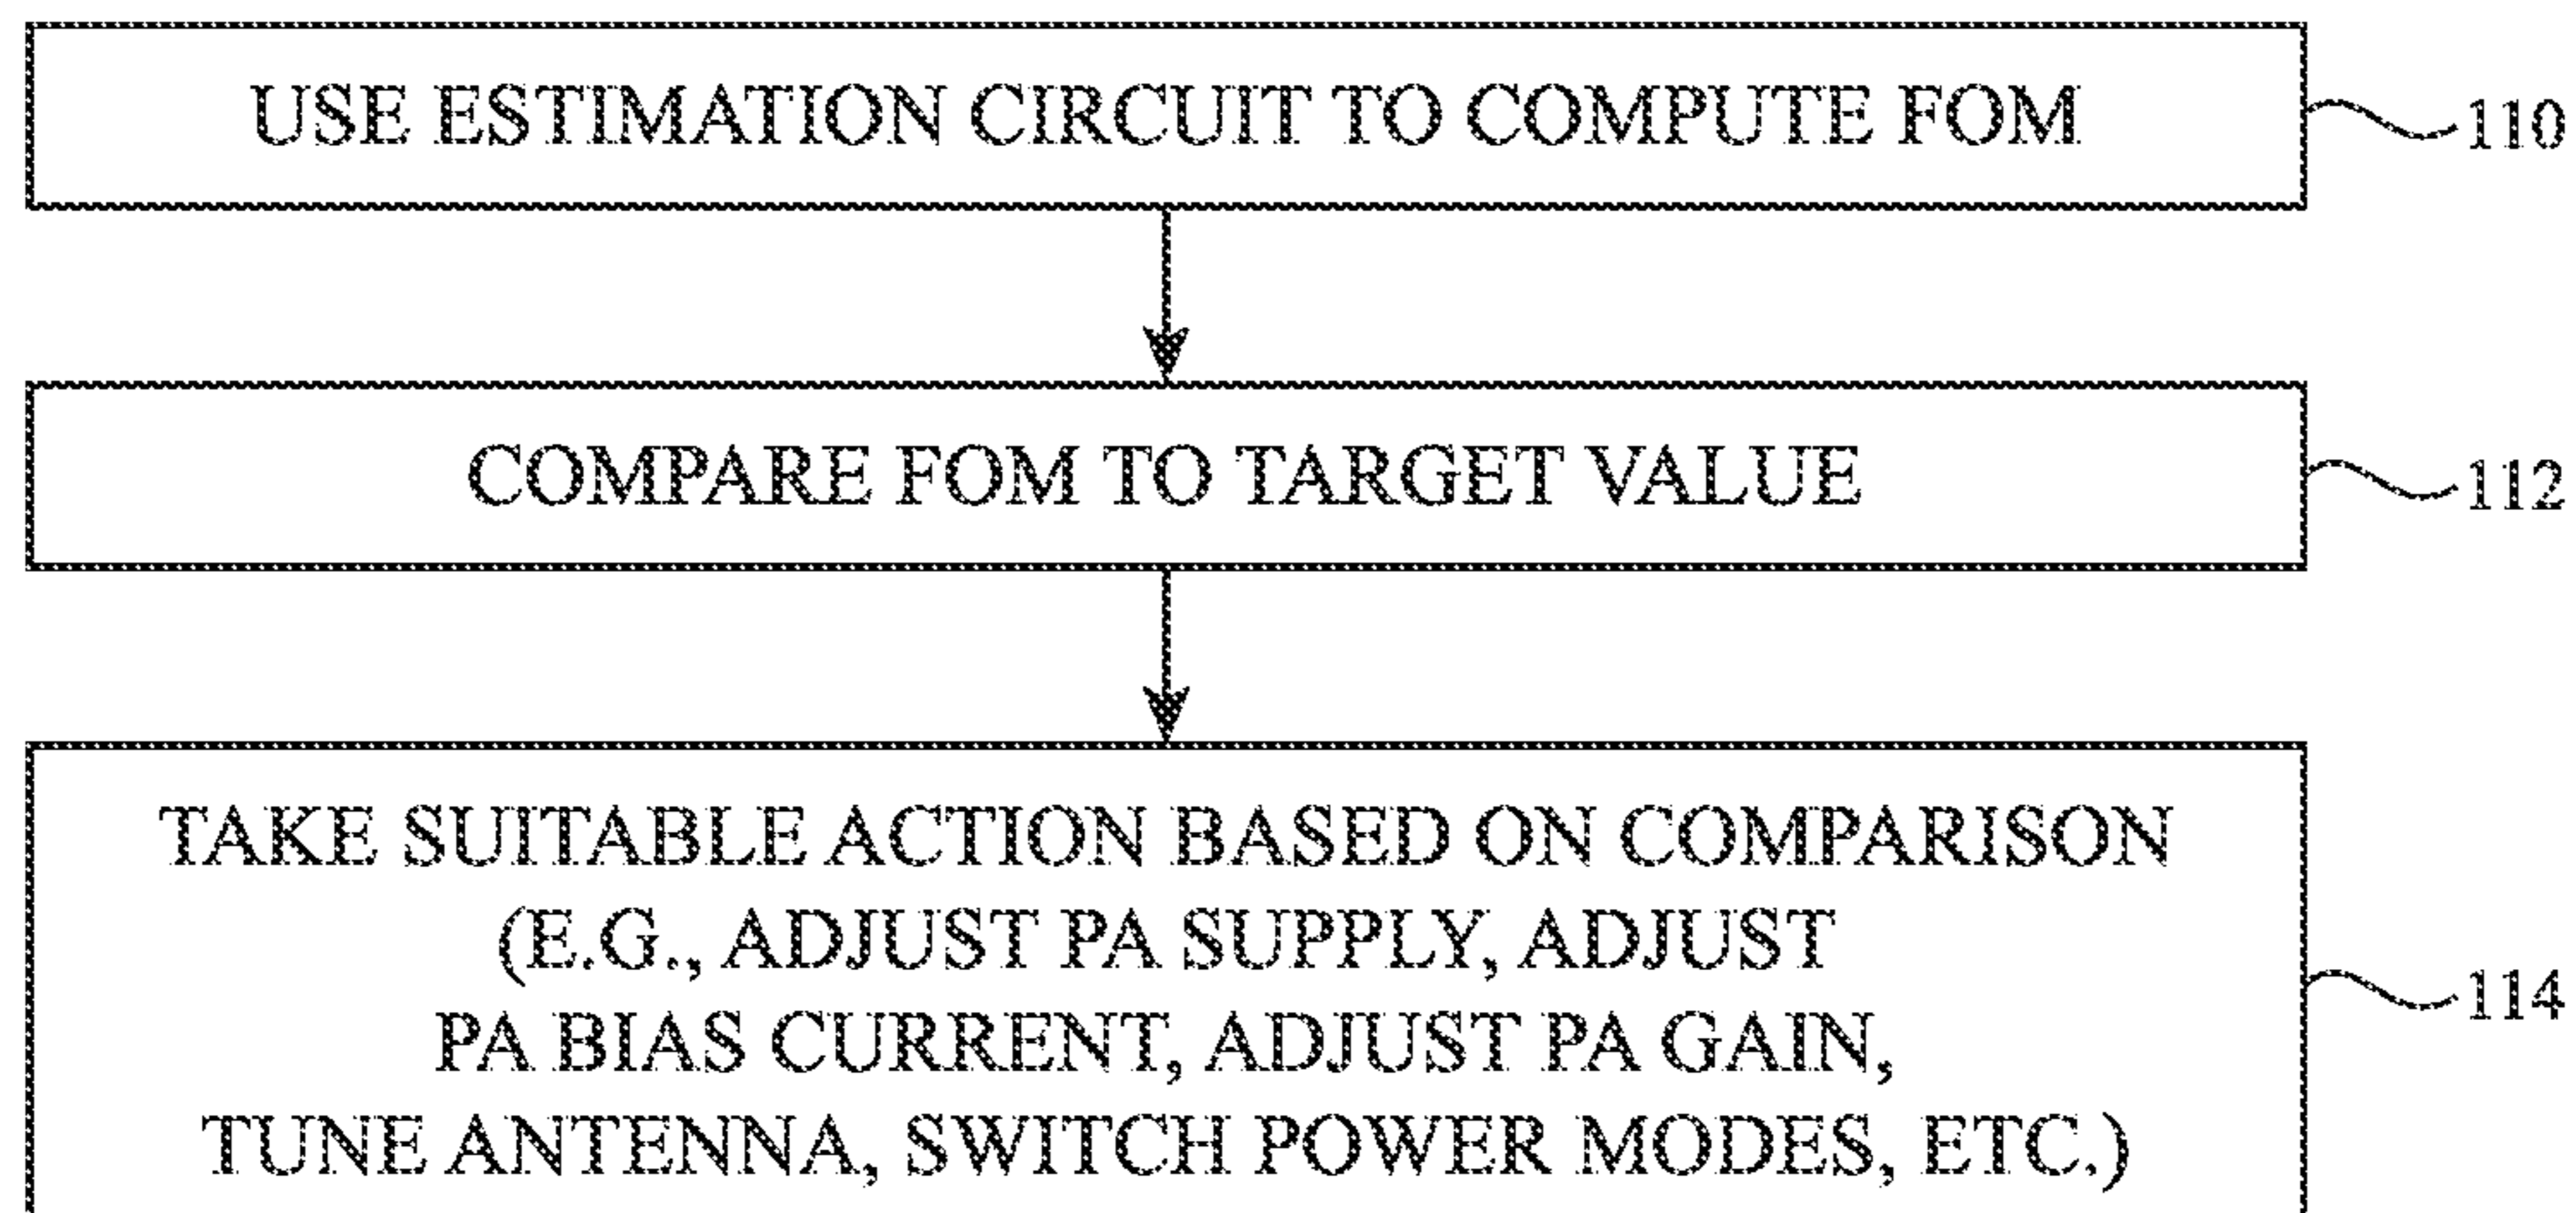 USE ESTIMATION CIRCUIT TO COMPUTE FOM
110
COMPARE FOM TO TARGET VALUE
112
TAKE SUITABLE ACTION BASED ON COMPARISON
(E.G., ADJUST PA SUPPLY, ADJUST
PA BIAS CURRENT, ADJUST PA GAIN,
TUNE ANTENNA, SWITCH POWER MODES, ETC.)
114